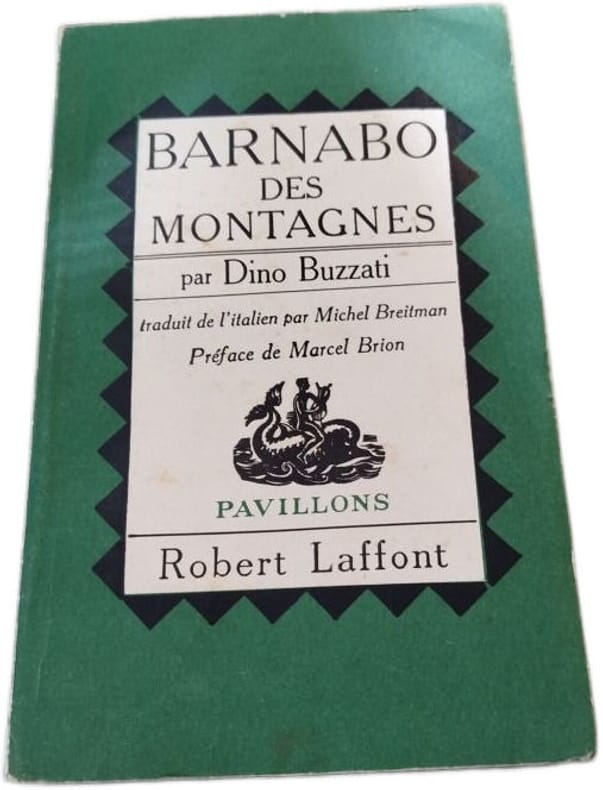 BARNABO
DES
MONTAGNES
par Dino Buzzati
traduit de l'italien par Michel Breitman
Préface de Marcel Brion
PAVILLONS
Robert Laffont